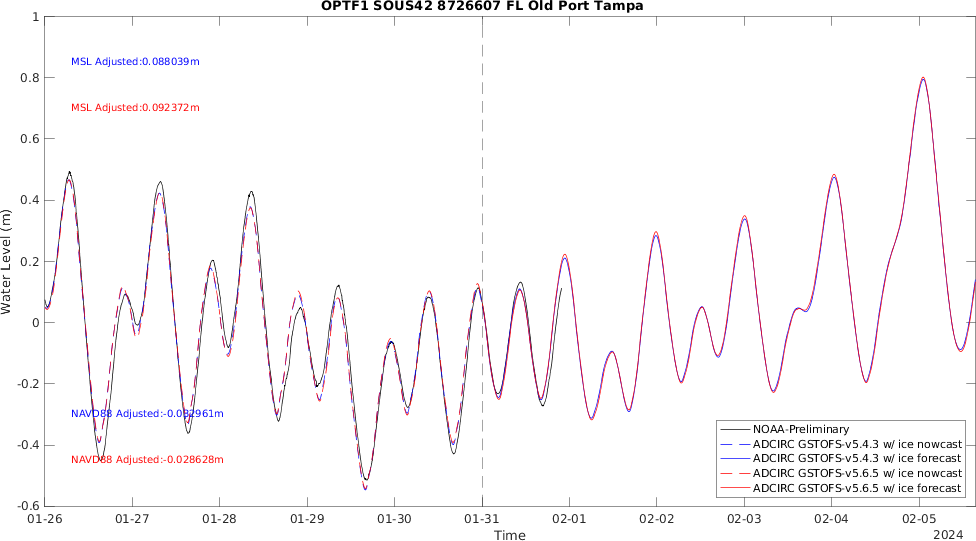 OPTF1 SOUS42 8726607 FL Old Port Tampa
1
MSL Adjusted:0.088039m
0.8
MSL Adjusted:0.092372m
0.6
0.4
0.2
Water Level (m)
0
-0.2
NAVD88 Adjusted:-0.032961m
-0.4
NAVD88 Adjusted:-0.028628m
-0.6
NOAA-Preliminary
ADCIRC GSTOFS-v5.4.3 w/ ice nowcast
ADCIRC GSTOFS-v5.4.3 w/ ice forecast
ADCIRC GSTOFS-v5.6.5 w/ ice nowcast
ADCIRC GSTOFS-v5.6.5 w/ ice forecast
01-26 01-27 01-28 01-29 01-30 01-31 02-01 02-02 02-03 02-04 02-05
Time
2024